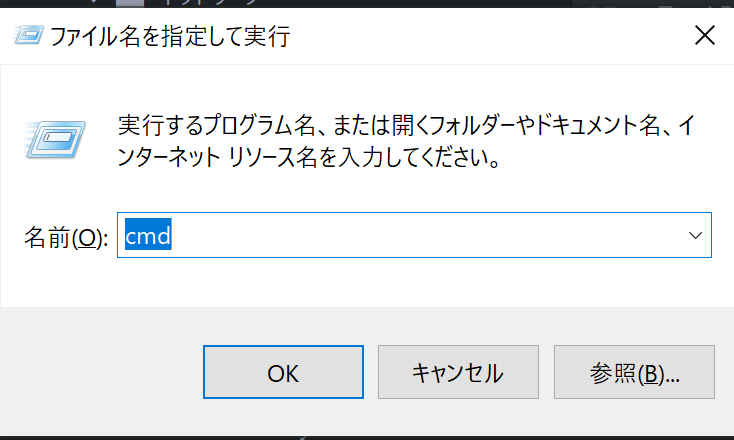 ファイル名を指定して実行
実行するプログラム名、または開くフォルダーやドキュメント名、イ
ンターネット リソース名を入力してください。
名前(O): cmd
OK キャンセル 参照(B)...